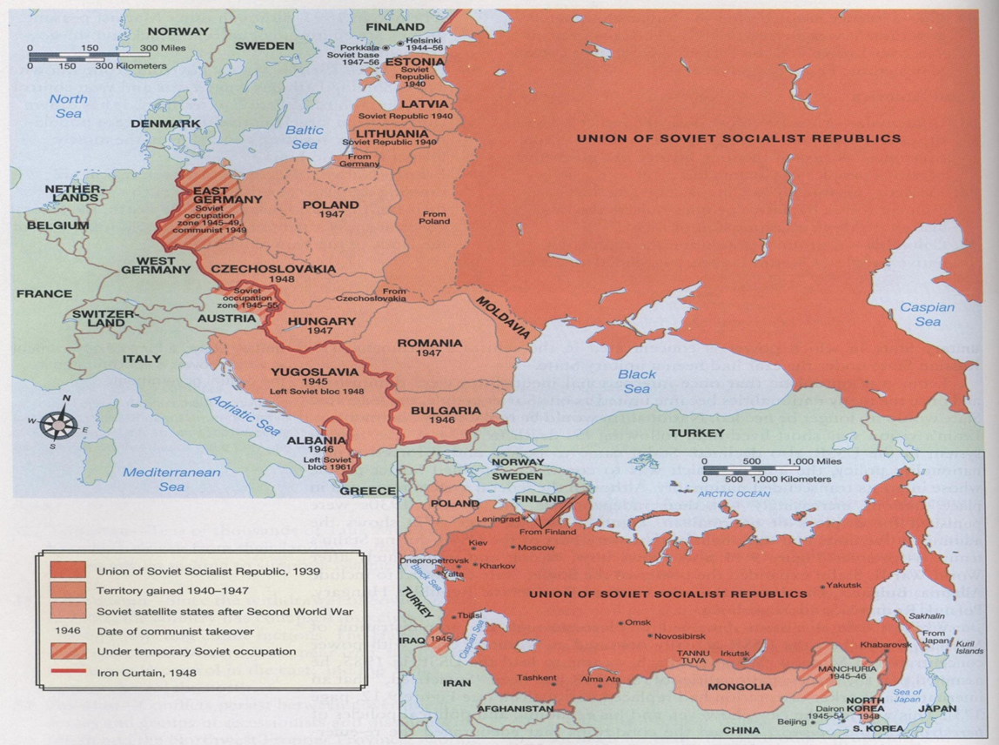 NORWAY
SWEDEN
FINLAND
0 150 300 Miles
0 150 300 Kilometers
Porkkala
Soviet base
1947–56
Helsinki
1944–56
ESTONIA
Soviet
Republic
1940
North
Sea
LATVIA
Soviet Republic 1940
DENMARK
Baltic
Sea
LITHUANIA
Soviet Republic 1940
UNION OF SOVIET SOCIALIST REPUBLICS
From
Germany
NETHER-
LANDS
EAST
GERMANY
Soviet
occupation
zone 1945–49,
communist 1949
POLAND
1947
From
Poland
BELGIUM
WEST
GERMANY
CZECHOSLOVAKIA
1948
FRANCE
Soviet
occupation
zone 1945–55
From
Czechoslovakia
MOLDAVIA
SWITZER-
LAND
AUSTRIA
HUNGARY
1947
Caspian
Sea
ROMANIA
1947
ITALY
YUGOSLAVIA
1945
Left Soviet bloc 1948
Black
Sea
Adriatic Sea
BULGARIA
1946
N
W E
S
ALBANIA
1946
Left Soviet
bloc 1961
TURKEY
Mediterranean
Sea
GREECE
NORWAY
SWEDEN
0 500 1,000 Miles
0 500 1,000 Kilometers
POLAND
FINLAND
ARCTIC OCEAN
Leningrad
From Finland
Kiev
Moscow
Dnepropetrovsk
Kharkov
Black Sea
Yalta
UNION OF SOVIET SOCIALIST REPUBLICS
Yakutsk
TURKEY
Tbilisi
Omsk
Sakhalin
From
Japan
Kuril
Islands
IRAQ
1945
Caspian Sea
Novosibirsk
TANNU
TUVA
Irkutsk
Khabarovsk
MANCHURIA
1945–46
IRAN
Tashkent
Alma Ata
MONGOLIA
Sea of
Japan
AFGHANISTAN
NORTH
KOREA
1948
JAPAN
Dairon
1945–54
Beijing
CHINA
S. KOREA
Union of Soviet Socialist Republic, 1939
Territory gained 1940–1947
Soviet satellite states after Second World War
1946 Date of communist takeover
Under temporary Soviet occupation
Iron Curtain, 1948